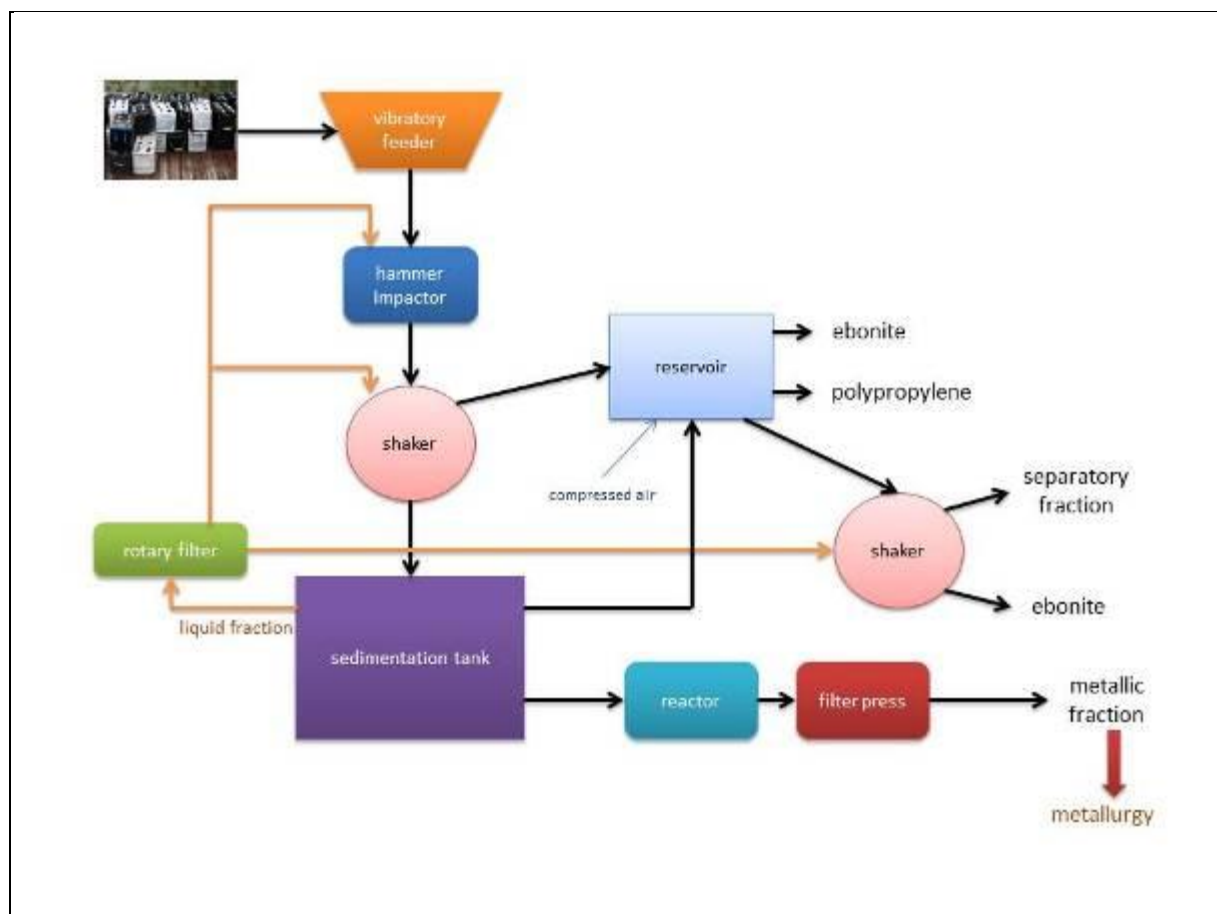 vibratory
feeder
hammer
impactor
reservoir
ebonite
polypropylene
shaker
compressed air
separatory
fraction
rotary filter
shaker
liquid fraction
ebonite
sedimentation tank
reactor
filter press
metallic
fraction
metallurgy